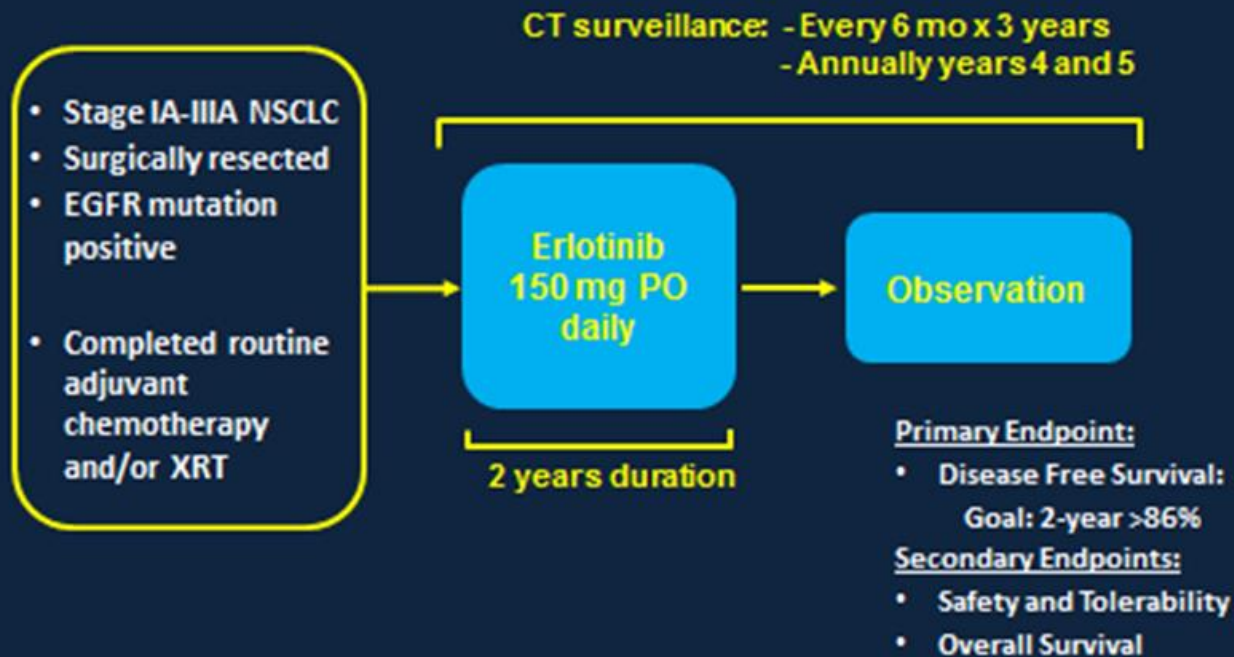 CT surveillance: - Every 6 mo x 3 years
- Annually years 4 and 5
• Stage IA-IIIA NSCLC
• Surgically resected
• EGFR mutation
positive
• Completed routine
adjuvant
chemotherapy
and/or XRT
Erlotinib
150 mg PO
daily
2 years duration
Observation
Primary Endpoint:
• Disease Free Survival:
Goal: 2-year >86%
Secondary Endpoints:
• Safety and Tolerability
• Overall Survival